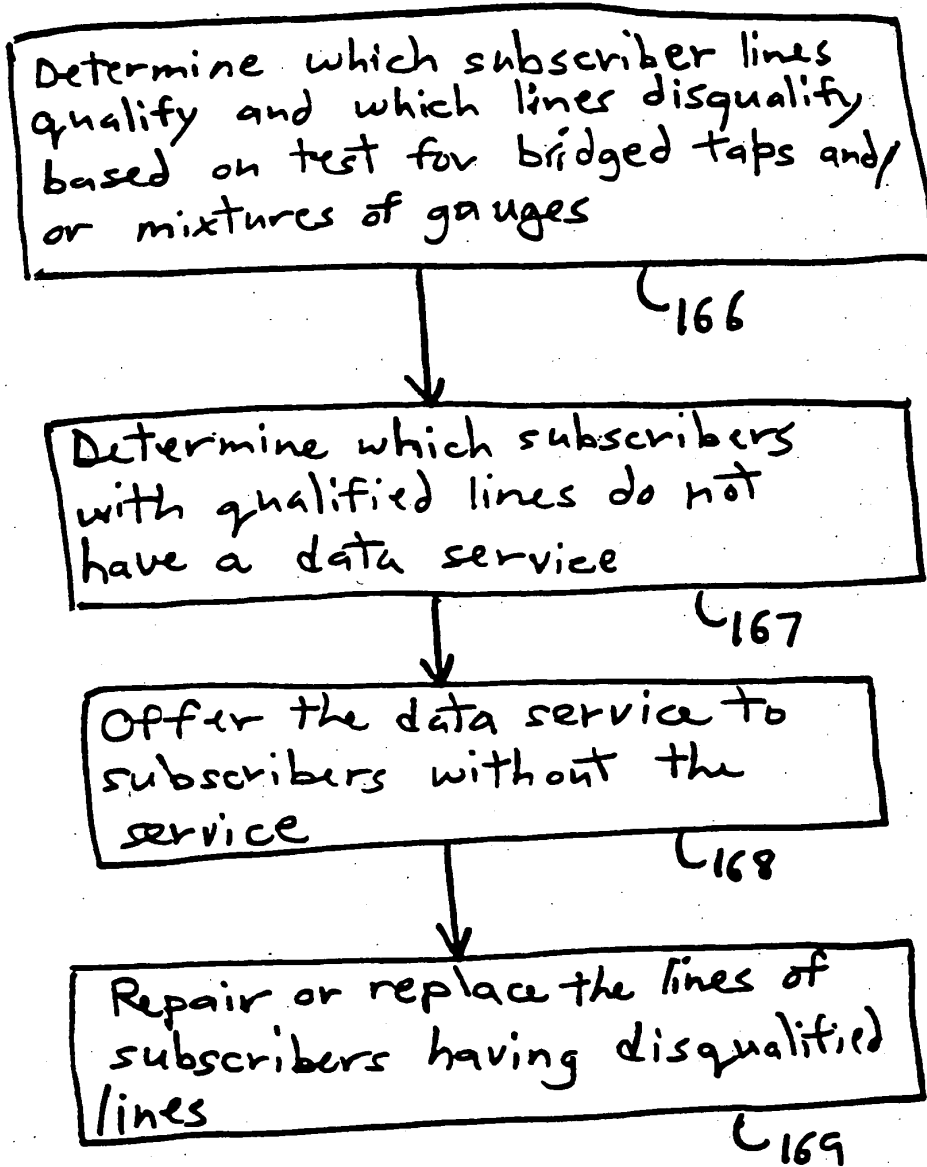 Determine which subscriber lines
qualify and which lines disqualify
based on test for bridged taps and/
or mixtures of gauges
166
Determine which subscribers
with qualified lines do not
have a data service
167
Offer the data service to
subscribers without the
service
168
Repair or replace the lines of
subscribers having disqualified
lines
169